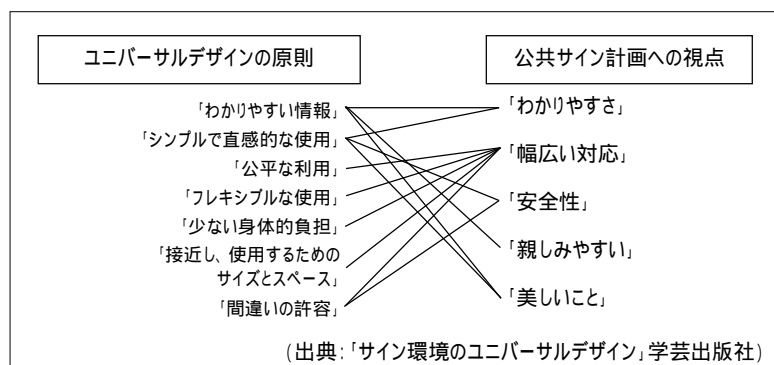 ユニバーサルデザインの原則
「わかりやすい情報」
「シンプルで直感的な使用」
「公平な利用」
「フレキシブルな使用」
「少ない身体的負担」
「接近し、使用するための
サイズとスペース」
「間違いの許容」
公共サイン計画への視点
「わかりやすさ」
「幅広い対応」
「安全性」
「親しみやすい」
「美しいこと」
(出典:「サイン環境のユニバーサルデザイン」学芸出版社)